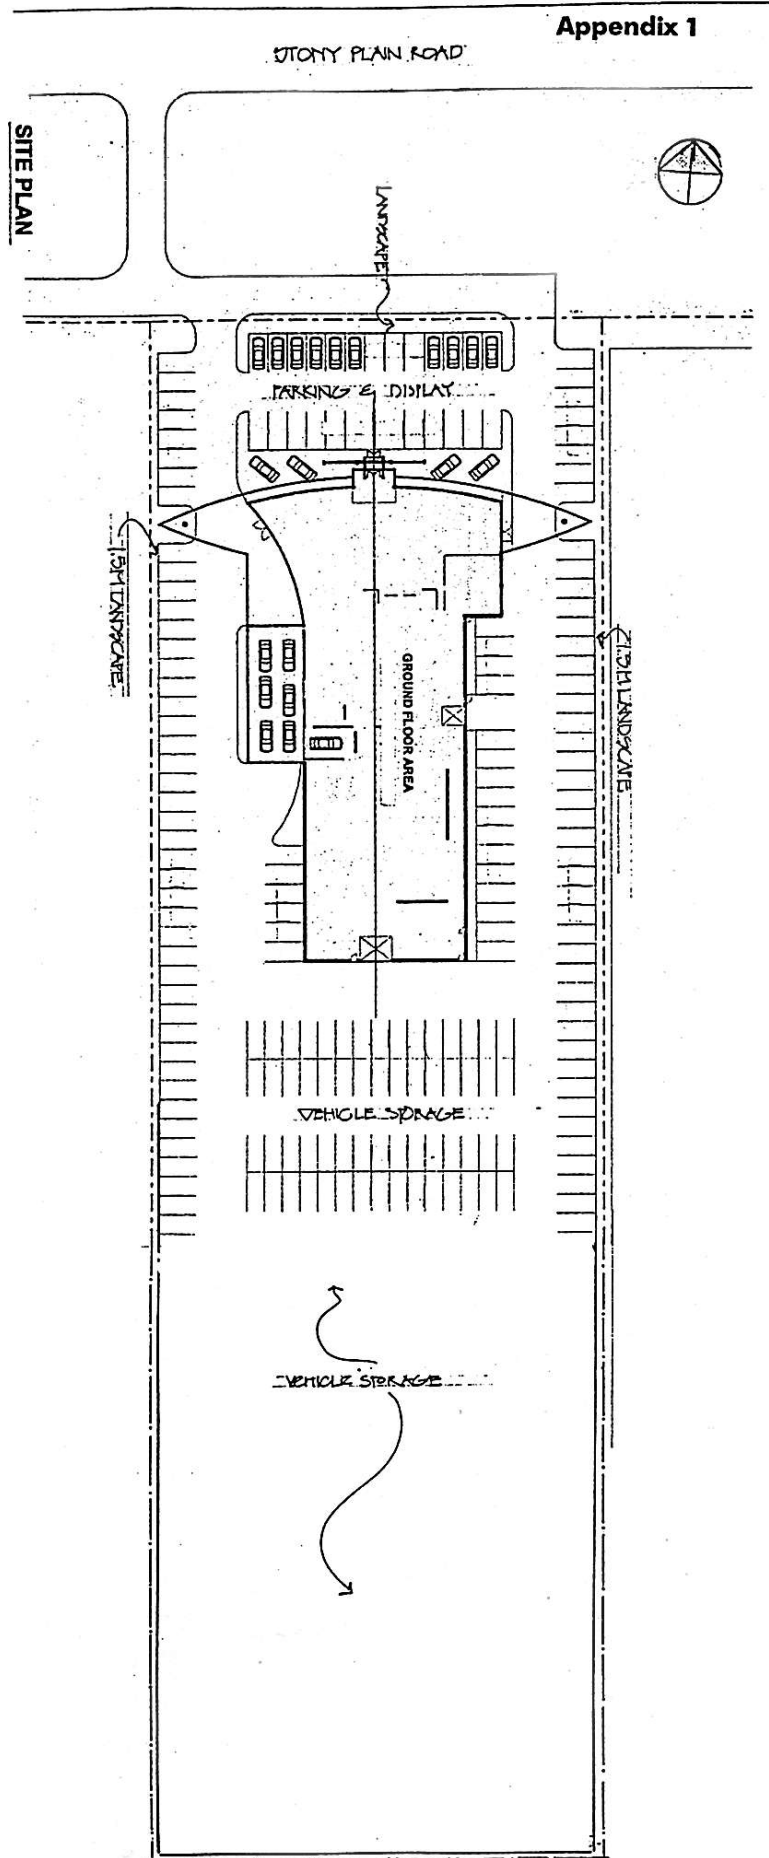 Appendix 1
STONY PLAIN ROAD
SITE PLAN
LANDSCAPE
PARKING & DISPLAY
1.5M LANDSCAPE
1.5M LANDSCAPE
GROUND FLOOR AREA
VEHICLE STORAGE
VEHICLE STORAGE